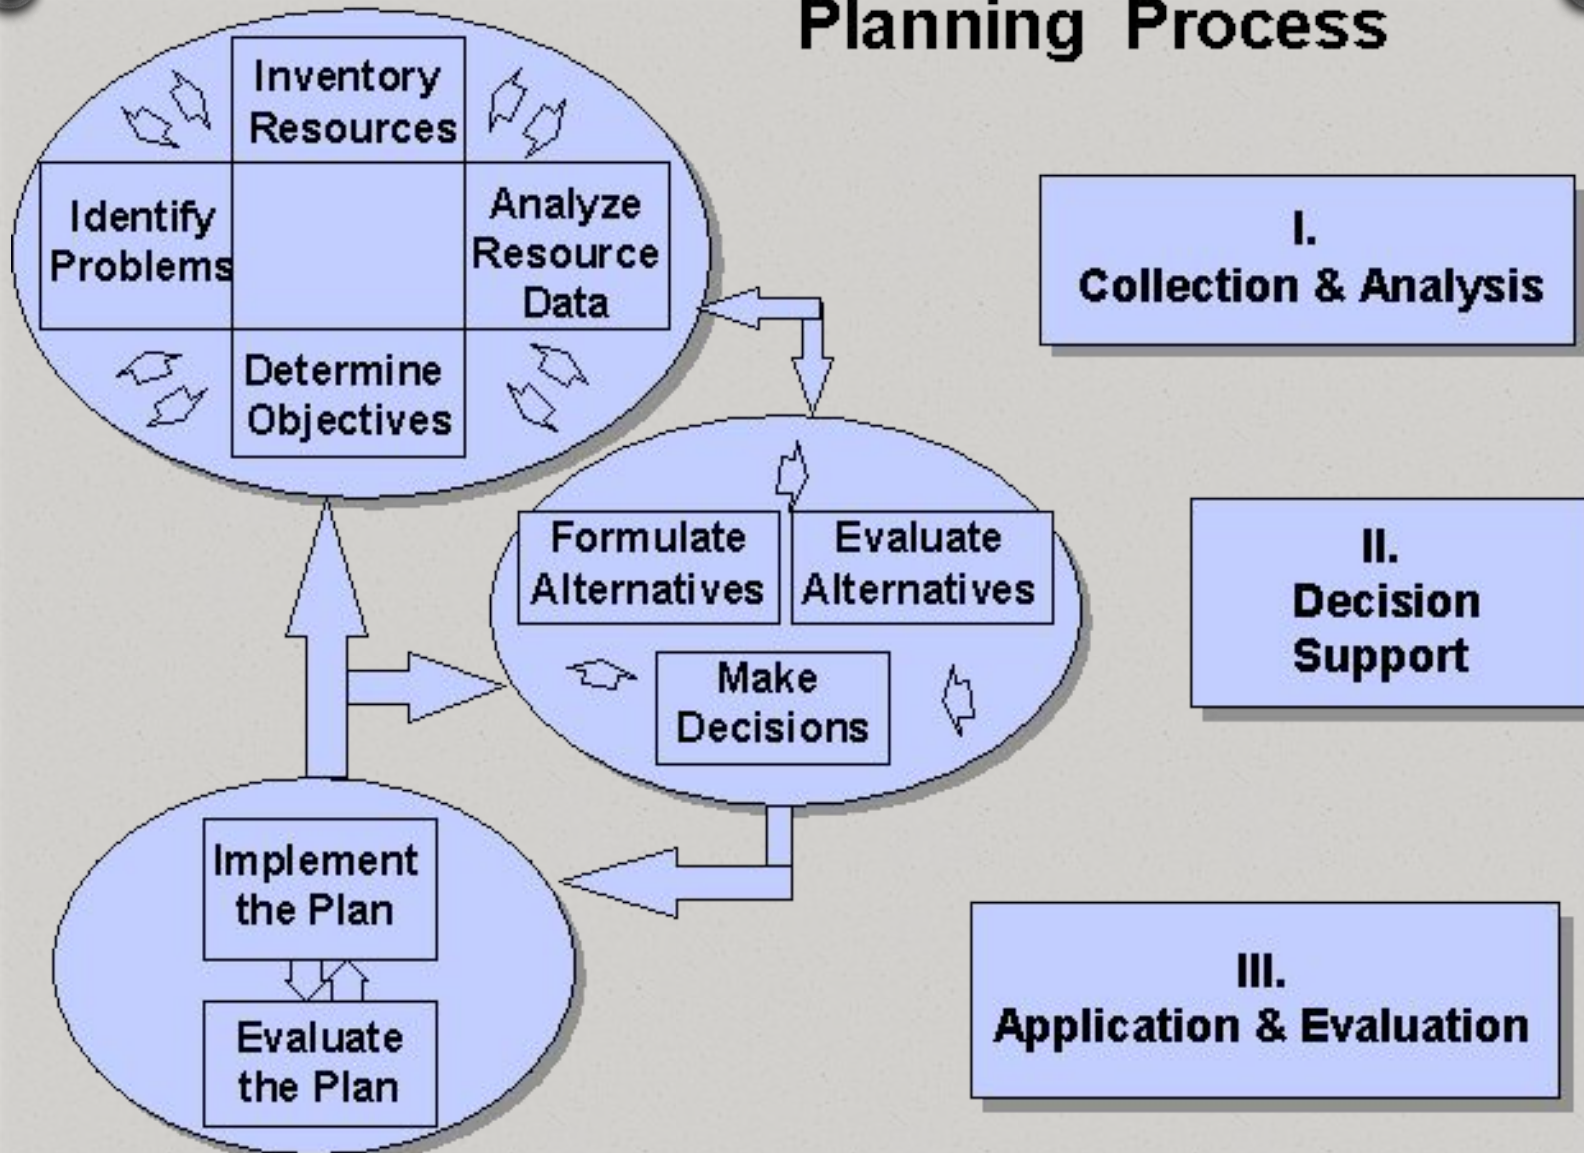 Planning Process
Inventory
Resources
Identify
Problems
Analyze
Resource
Data
Determine
Objectives
I.
Collection & Analysis
Formulate
Alternatives
Evaluate
Alternatives
Make
Decisions
II.
Decision
Support
Implement
the Plan
Evaluate
the Plan
III.
Application & Evaluation